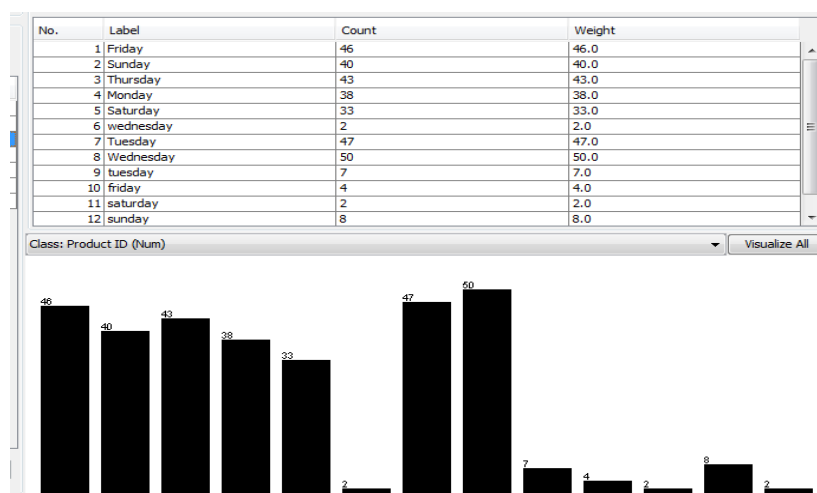 No. Label Count Weight
1 Friday 46 46.0
2 Sunday 40 40.0
3 Thursday 43 43.0
4 Monday 38 38.0
5 Saturday 33 33.0
6 wednesday 2 2.0
7 Tuesday 47 47.0
8 Wednesday 50 50.0
9 tuesday 7 7.0
10 friday 4 4.0
11 saturday 2 2.0
12 sunday 8 8.0
Class: Product ID (Num) Visualize All
46 40 43 38 33 2 47 50 7 4 2 8 2